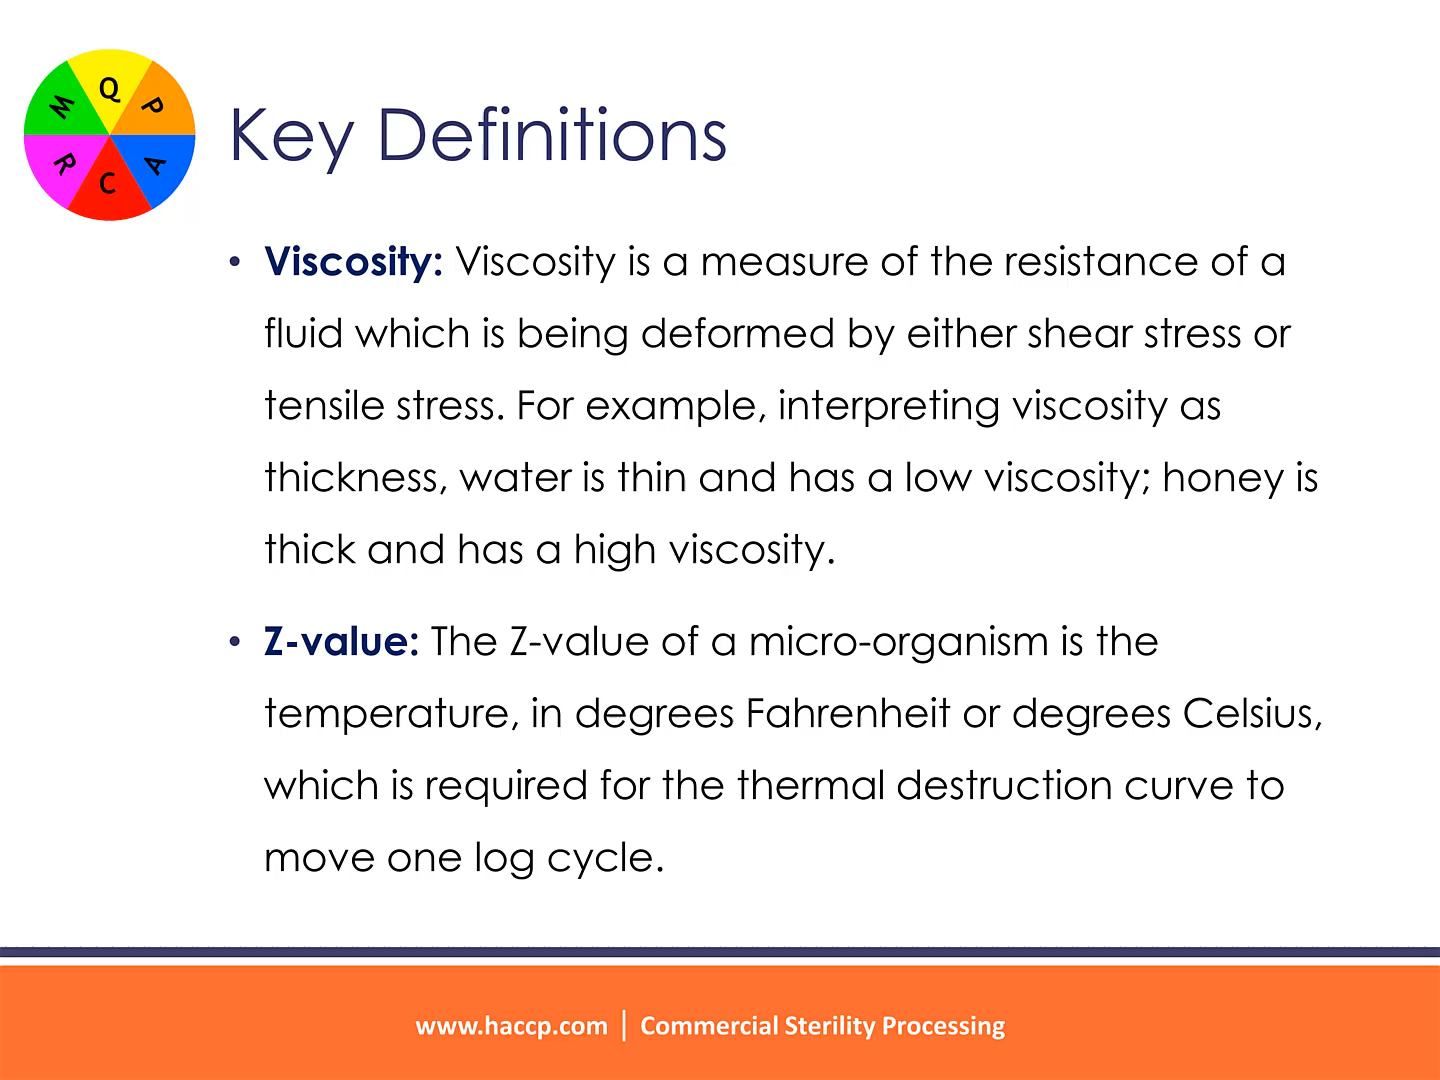 Q
P
A
C
R
M
Key Definitions
• Viscosity: Viscosity is a measure of the resistance of a
fluid which is being deformed by either shear stress or
tensile stress. For example, interpreting viscosity as
thickness, water is thin and has a low viscosity; honey is
thick and has a high viscosity.
• Z-value: The Z-value of a micro-organism is the
temperature, in degrees Fahrenheit or degrees Celsius,
which is required for the thermal destruction curve to
move one log cycle.
www.haccp.com | Commercial Sterility Processing